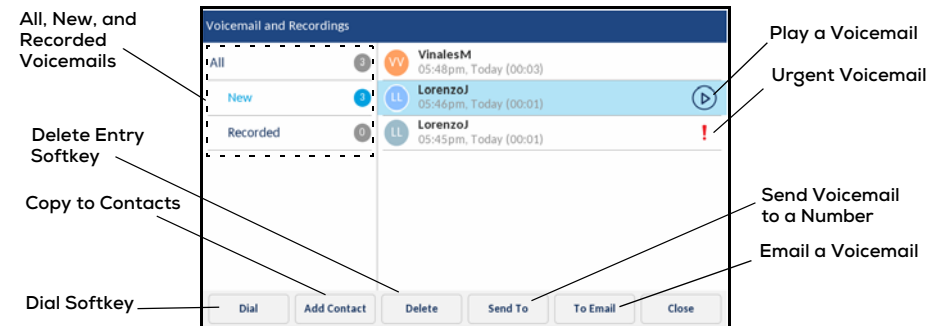 All, New, and
Recorded
Voicemails
Delete Entry
Softkey
Copy to Contacts
Dial Softkey
Voicemail and Recordings
All 3
New 3
Recorded 0
VV VinalesM
05:48pm, Today (00:03)
LL LorenzoJ
05:46pm, Today (00:01)
LL LorenzoJ
05:45pm, Today (00:01)
!
Dial Add Contact Delete Send To To Email Close
Play a Voicemail
Urgent Voicemail
Send Voicemail
to a Number
Email a Voicemail